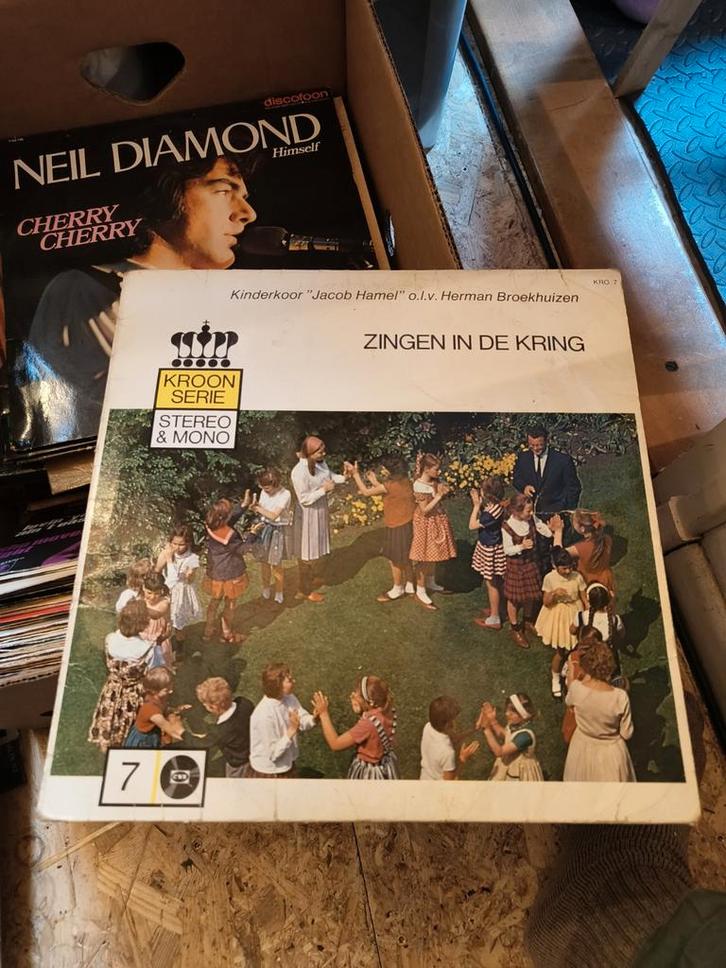 discofoon
NEIL DIAMOND
Himself
CHERRY
CHERRY
KRO 7
Kinderkoor "Jacob Hamel" o.l.v. Herman Broekhuizen
ZINGEN IN DE KRING
KROON
SERIE
STEREO
& MONO
7